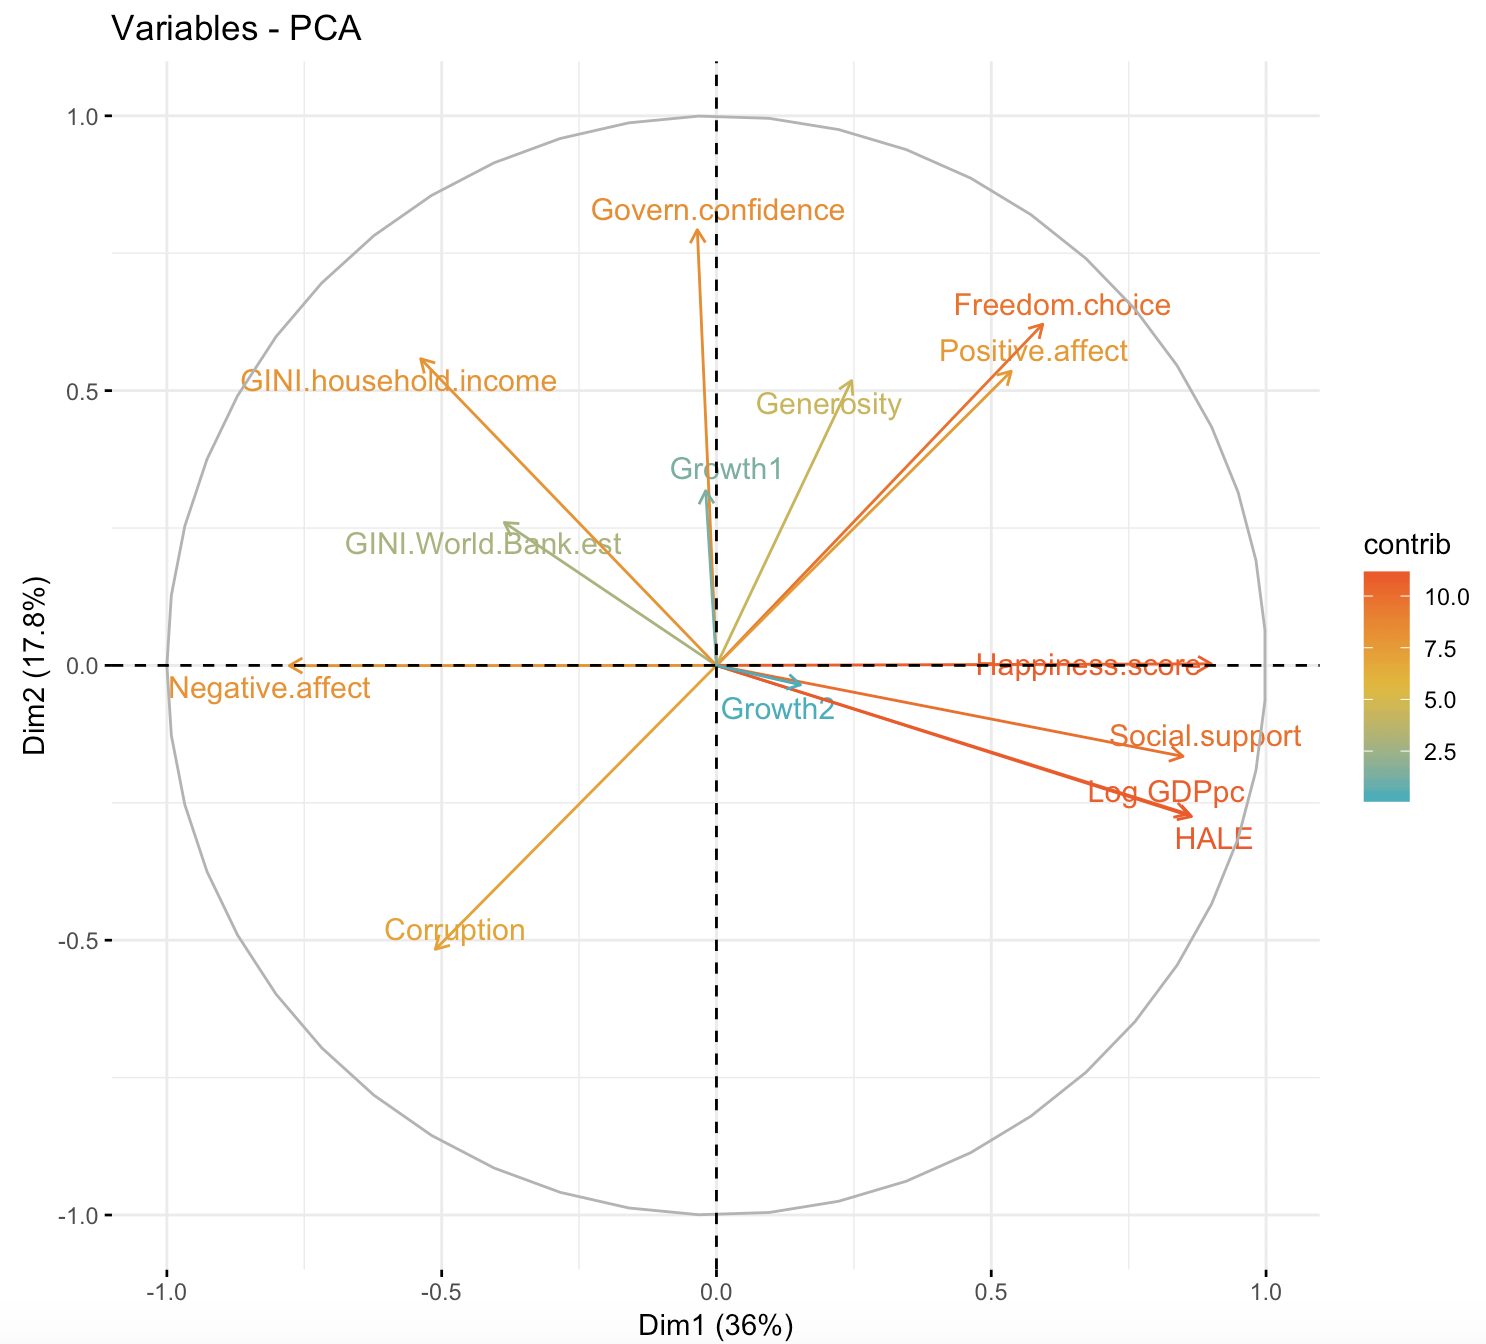 Variables - PCA
1.0
Govern.confidence
Freedom.choice
Positive.affect
GINI.household.income
0.5
Generosity
Growth1
GINI.World.Bank.est
contrib
10.0
7.5
5.0
2.5
Dim2 (17.8%)
0.0
Happiness.score
Negative.affect
Growth2
Social.support
Log GDPpc
HALE
Corruption
-0.5
-1.0
-1.0
-0.5
0.0
0.5
1.0
Dim1 (36%)